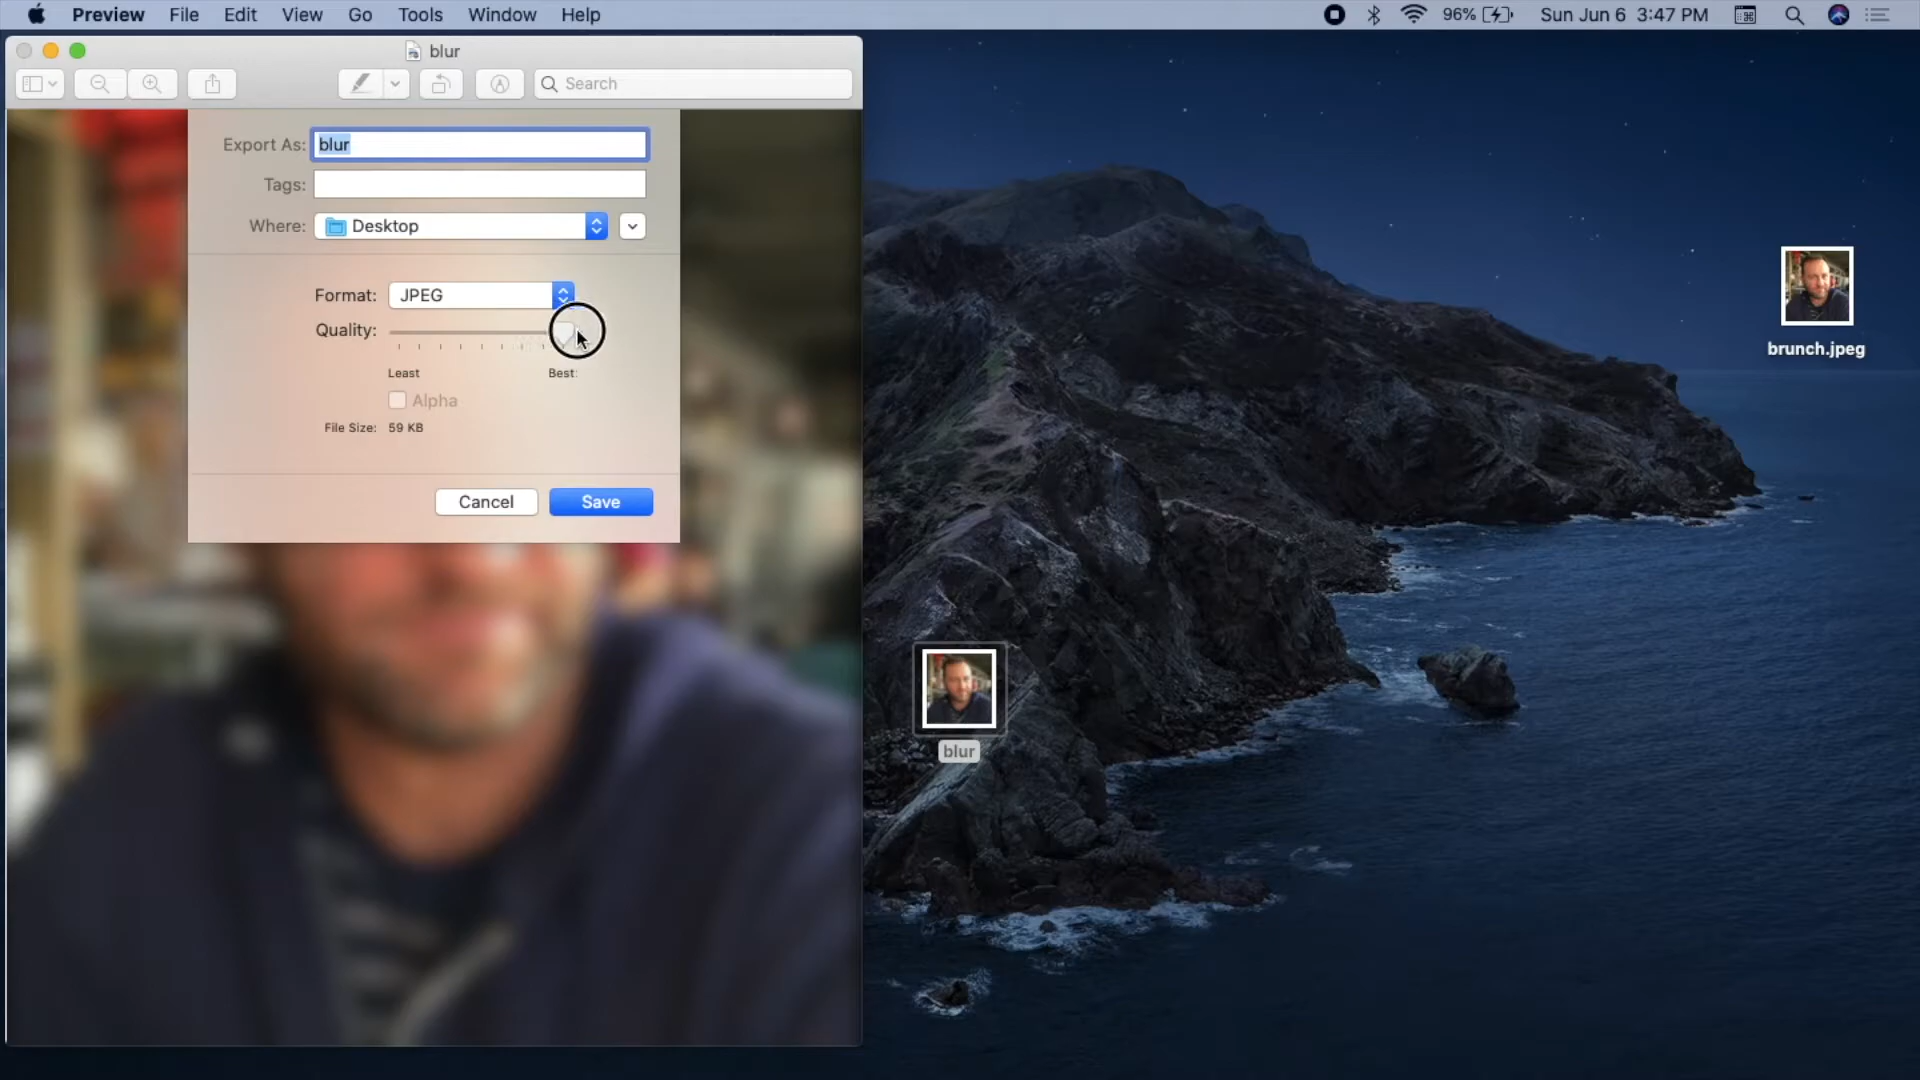 Preview File Edit View Go Tools Window Help 96% Sun Jun 6 3:47 PM
blur
Search
Export As: blur
Tags:
Where: Desktop
Format: JPEG
Quality:
Least Best
Alpha
File Size: 59 KB
Cancel Save
brunch.jpeg
blur